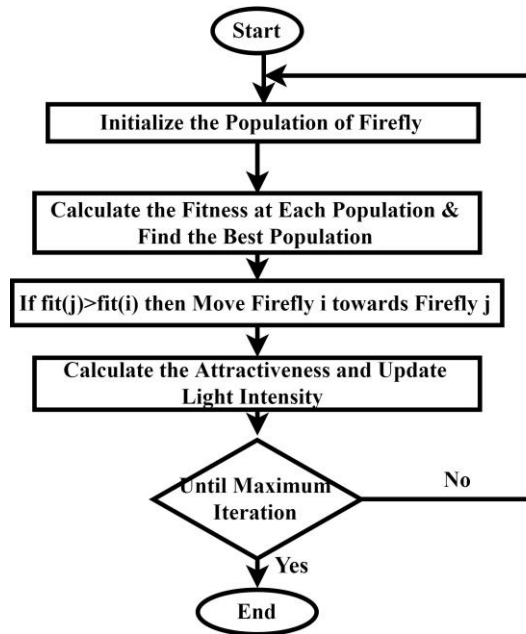 Start
Initialize the Population of Firefly
Calculate the Fitness at Each Population &
Find the Best Population
If fit(j)>fit(i) then Move Firefly i towards Firefly j
Calculate the Attractiveness and Update
Light Intensity
Until Maximum
Iteration
No
Yes
End